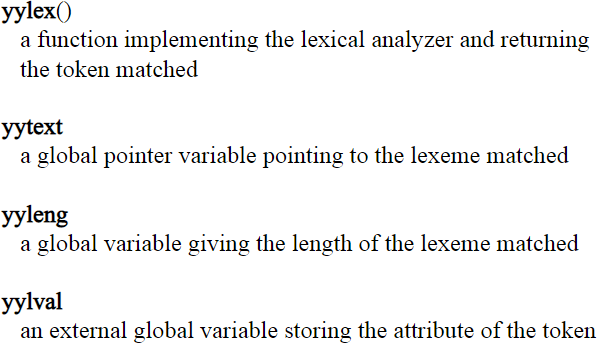 yylex()
a function implementing the lexical analyzer and returning
the token matched
yytext
a global pointer variable pointing to the lexeme matched
yyleng
a global variable giving the length of the lexeme matched
yylval
an external global variable storing the attribute of the token